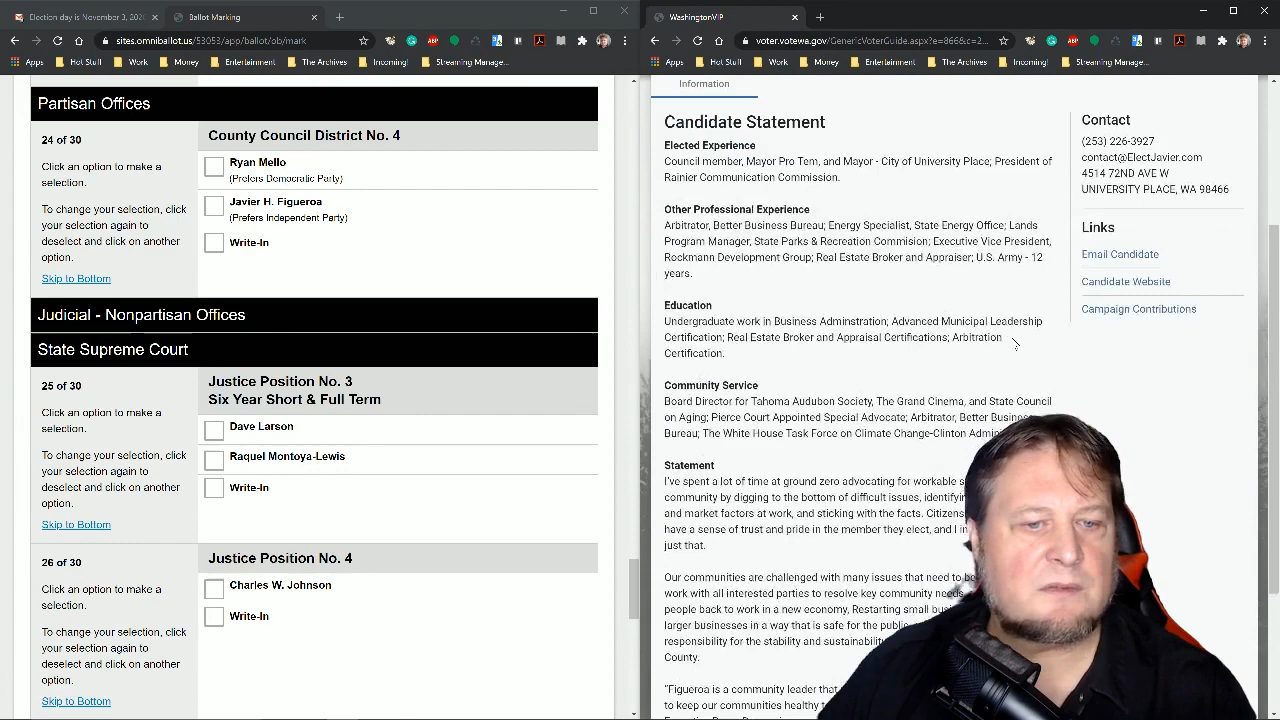 Election day is November 3, 202
Ballot Marking
WashingtonVIP
sites.omniballot.us/53053/app/ballot/ob/mark
voter.votewa.gov/GenericVoterGuide.aspx?e=866&c=2...
Apps
Hot Stuff
Work
Money
Entertainment
The Archives
Incoming!
Streaming Manage...
Apps
Hot Stuff
Work
Money
Entertainment
The Archives
Incoming!
Streaming Manage...
Partisan Offices
24 of 30
Click an option to make a
selection.
To change your selection, click
your selection again to
deselect and click on another
option.
Skip to Bottom
County Council District No. 4
Ryan Mello
(Prefers Democratic Party)
Javier H. Figueroa
(Prefers Independent Party)
Write-In
Judicial - Nonpartisan Offices
State Supreme Court
25 of 30
Click an option to make a
selection.
To change your selection, click
your selection again to
deselect and click on another
option.
Skip to Bottom
Justice Position No. 3
Six Year Short & Full Term
Dave Larson
Raquel Montoya-Lewis
Write-In
26 of 30
Click an option to make a
selection.
To change your selection, click
your selection again to
deselect and click on another
option.
Skip to Bottom
Justice Position No. 4
Charles W. Johnson
Write-In
Information
Candidate Statement
Elected Experience
Council member, Mayor Pro Tem, and Mayor - City of University Place; President of
Rainier Communication Commission.
Other Professional Experience
Arbitrator, Better Business Bureau; Energy Specialist, State Energy Office; Lands
Program Manager, State Parks & Recreation Commision; Executive Vice President,
Rockmann Development Group; Real Estate Broker and Appraiser; U.S. Army - 12
years.
Education
Undergraduate work in Business Adminstration; Advanced Municipal Leadership
Certification; Real Estate Broker and Appraisal Certifications; Arbitration
Certification.
Community Service
Board Director for Tahoma Audubon Society, The Grand Cinema, and State Council
on Aging; Pierce Court Appointed Special Advocate; Arbitrator, Better Business
Bureau; The White House Task Force on Climate Change-Clinton
Statement
I've spent a lot of time at ground zero advocating for workable
community by digging to the bottom of difficult issues,
and market factors at work, and sticking with the facts.
have a sense of trust and pride in the member they elect, and I
just that.
Our communities are challenged with many issues that need to
work with all interested parties to resolve key community
people back to work in a new economy, Restarting small
larger businesses in a way that is safe for the
responsibility for the stability and
County.
"Figueroa is a community leader that
to keep our communities healthy
Contact
(253) 226-3927
contact@ElectJavier.com
4514 72ND AVE W
UNIVERSITY PLACE, WA 98466
Links
Email Candidate
Candidate Website
Campaign Contributions